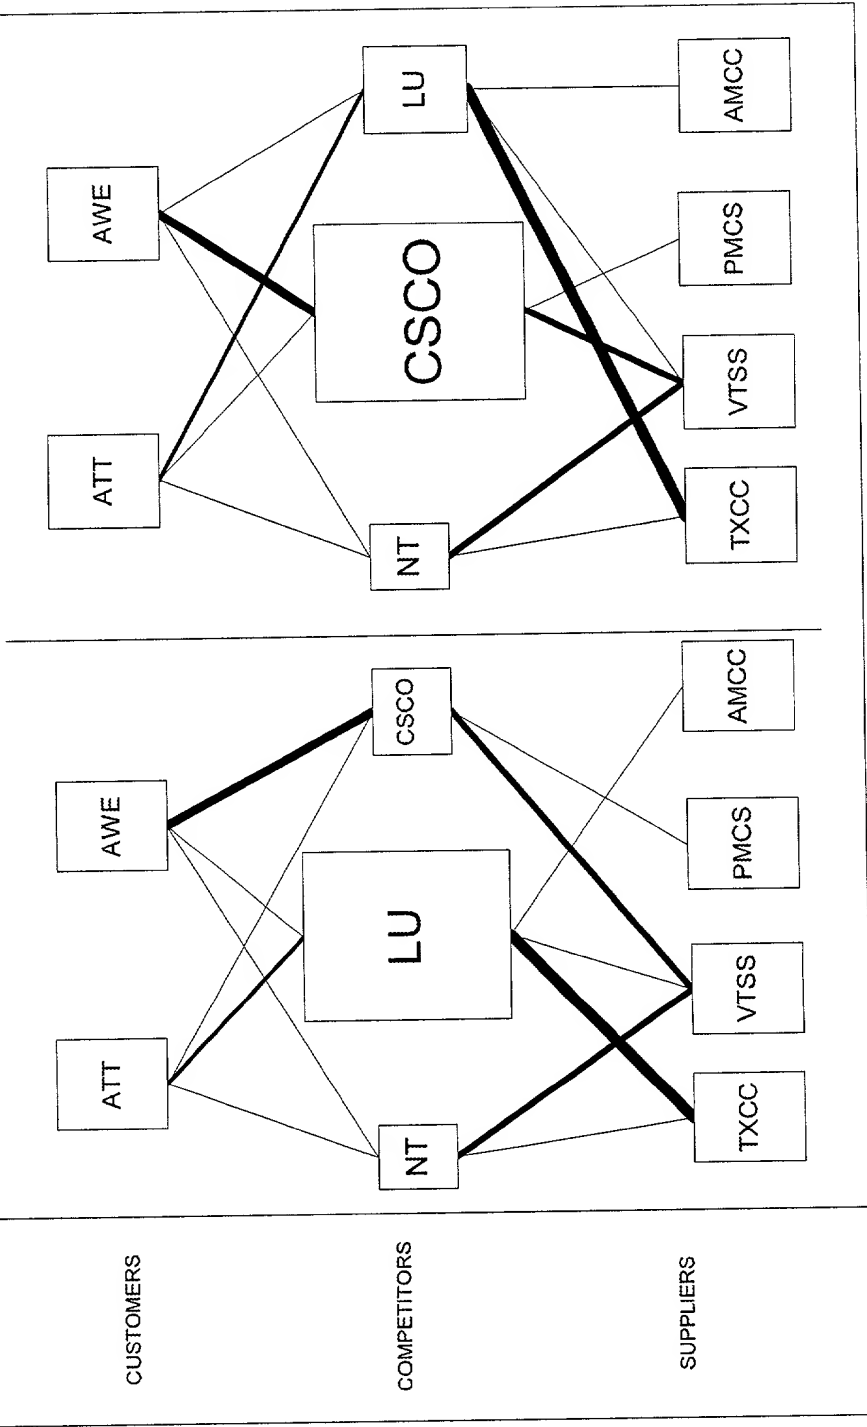 CUSTOMERS
ATT
AWE
ATT
AWE
COMPETITORS
NT
LU
CSCO
NT
CSCO
LU
SUPPLIERS
TXCC
VTSS
PMCS
AMCC
TXCC
VTSS
PMCS
AMCC